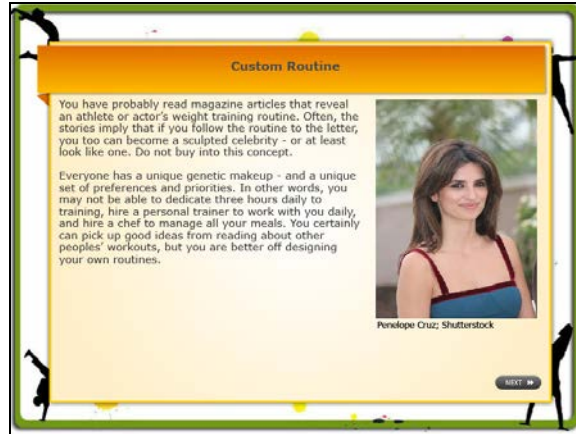 Custom Routine
You have probably read magazine articles that reveal
an athlete or actor's weight training routine. Often, the
stories imply that if you follow the routine to the letter,
you too can become a sculpted celebrity - or at least
look like one. Do not buy into this concept.
Everyone has a unique genetic makeup - and a unique
set of preferences and priorities. In other words, you
may not be able to dedicate three hours daily to
training, hire a personal trainer to work with you daily,
and hire a chef to manage all your meals. You certainly
can pick up good ideas from reading about other
peoples' workouts, but you are better off designing
your own routines.
Penelope Cruz; Shutterstock
NEXT